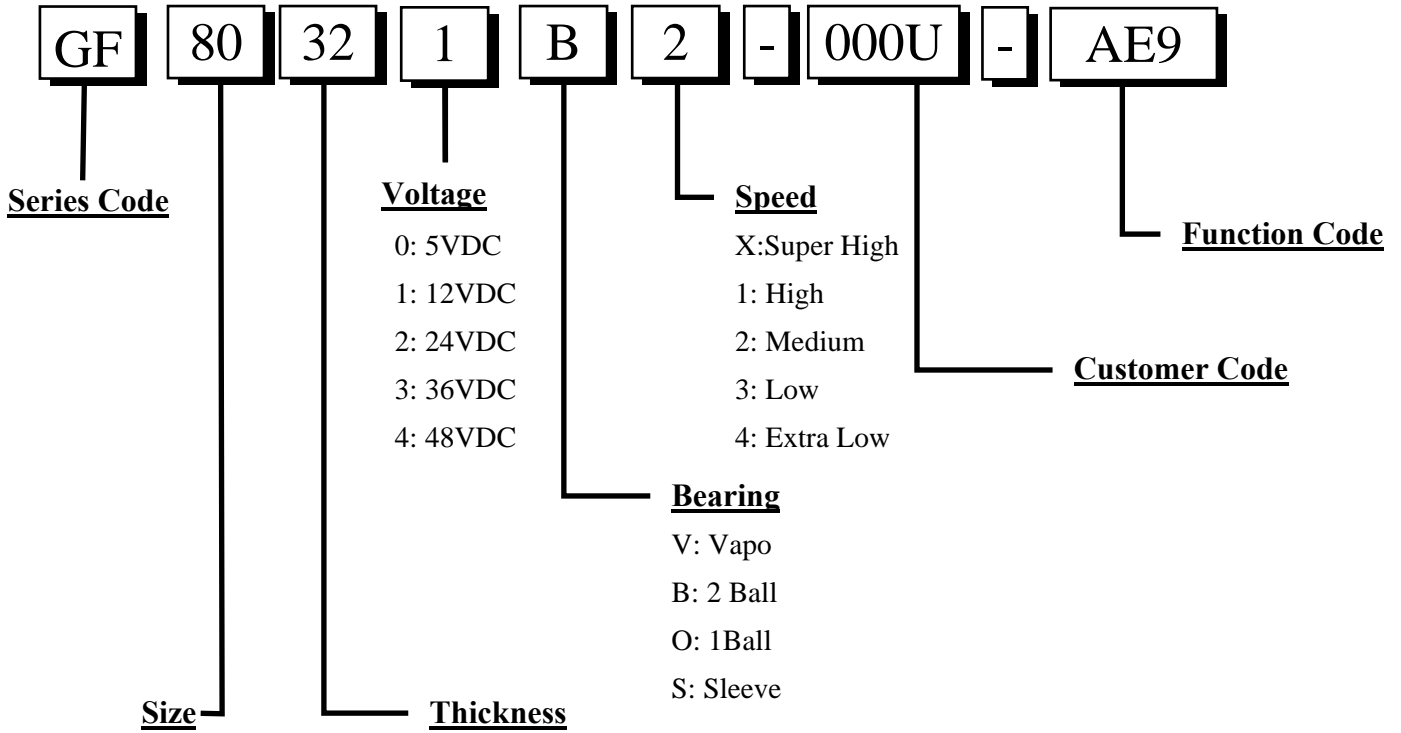 GF 80 32 1 B 2 - 000U - AE9
Series Code
Voltage
0: 5VDC
1: 12VDC
2: 24VDC
3: 36VDC
4: 48VDC
Speed
X:Super High
1: High
2: Medium
3: Low
4: Extra Low
Function Code
Customer Code
Bearing
V: Vapo
B: 2 Ball
O: 1Ball
S: Sleeve
Size
Thickness